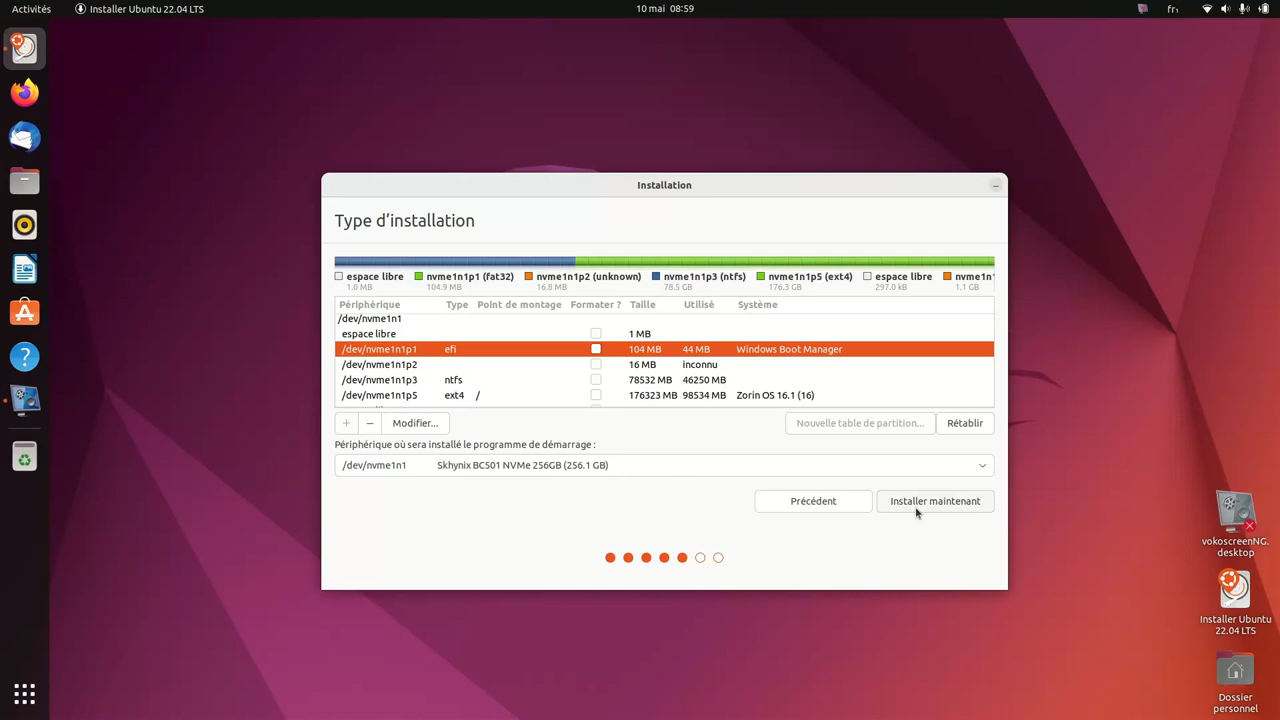 Activités
Installer Ubuntu 22.04 LTS
10 mai 08:59
fr₁
Installation
Type d’installation
espace libre
1.0 MB
nvme1n1p1 (fat32)
104.9 MB
nvme1n1p2 (unknown)
16.8 MB
nvme1n1p3 (ntfs)
78.5 GB
nvme1n1p5 (ext4)
176.3 GB
espace libre
297.0 kB
nvme1n1
1.1 GB
Périphérique Type Point de montage Formater ? Taille Utilisé Système
/dev/nvme1n1
espace libre 1 MB
/dev/nvme1n1p1 efi 104 MB 44 MB Windows Boot Manager
/dev/nvme1n1p2 16 MB inconnu
/dev/nvme1n1p3 ntfs 78532 MB 46250 MB
/dev/nvme1n1p5 ext4 / 176323 MB 98534 MB Zorin OS 16.1 (16)
+ − Modifier... Nouvelle table de partition... Rétablir
Périphérique où sera installé le programme de démarrage :
/dev/nvme1n1 Skhynix BC501 NVMe 256GB (256.1 GB)
Précédent
Installer maintenant
vokoscreenNG.
desktop
Installer Ubuntu
22.04 LTS
Dossier
personnel